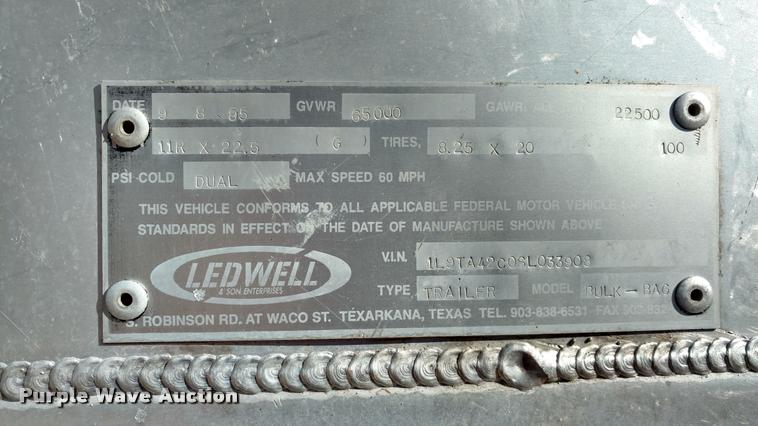 DATE 9 8 95 GVWR 65000 GAWR 22500
11R X 22.5 (G) TIRES, 8.25 X 20 100
PSI COLD DUAL MAX SPEED 60 MPH
THIS VEHICLE CONFORMS TO ALL APPLICABLE FEDERAL MOTOR VEHICLE
STANDARDS IN EFFECT ON THE DATE OF MANUFACTURE SHOWN ABOVE
V.I.N.
LEDWELL
& SON ENTERPRISES
TYPE TRAILER MODEL BULK-BAG
S. ROBINSON RD. AT WACO ST. TEXARKANA, TEXAS TEL. 903-838-6531 FAX
Purple Wave Auction